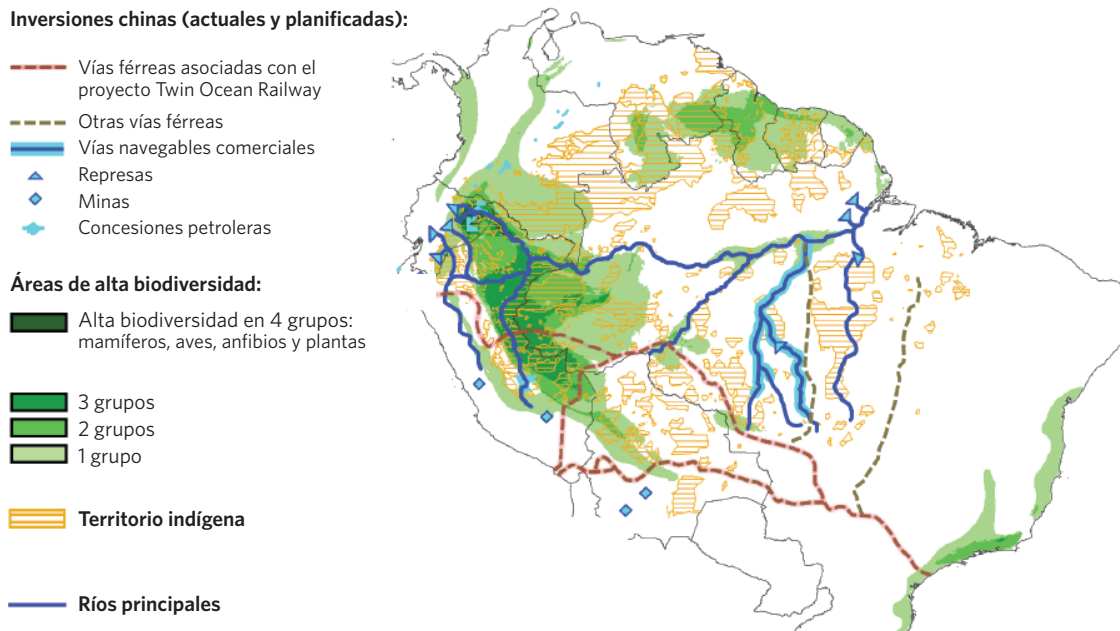 Inversiones chinas (actuales y planificadas):
Vías férreas asociadas con el
proyecto Twin Ocean Railway
Otras vías férreas
Vías navegables comerciales
Represas
Minas
Concesiones petroleras
Áreas de alta biodiversidad:
Alta biodiversidad en 4 grupos:
mamíferos, aves, anfibios y plantas
3 grupos
2 grupos
1 grupo
Territorio indígena
Ríos principales